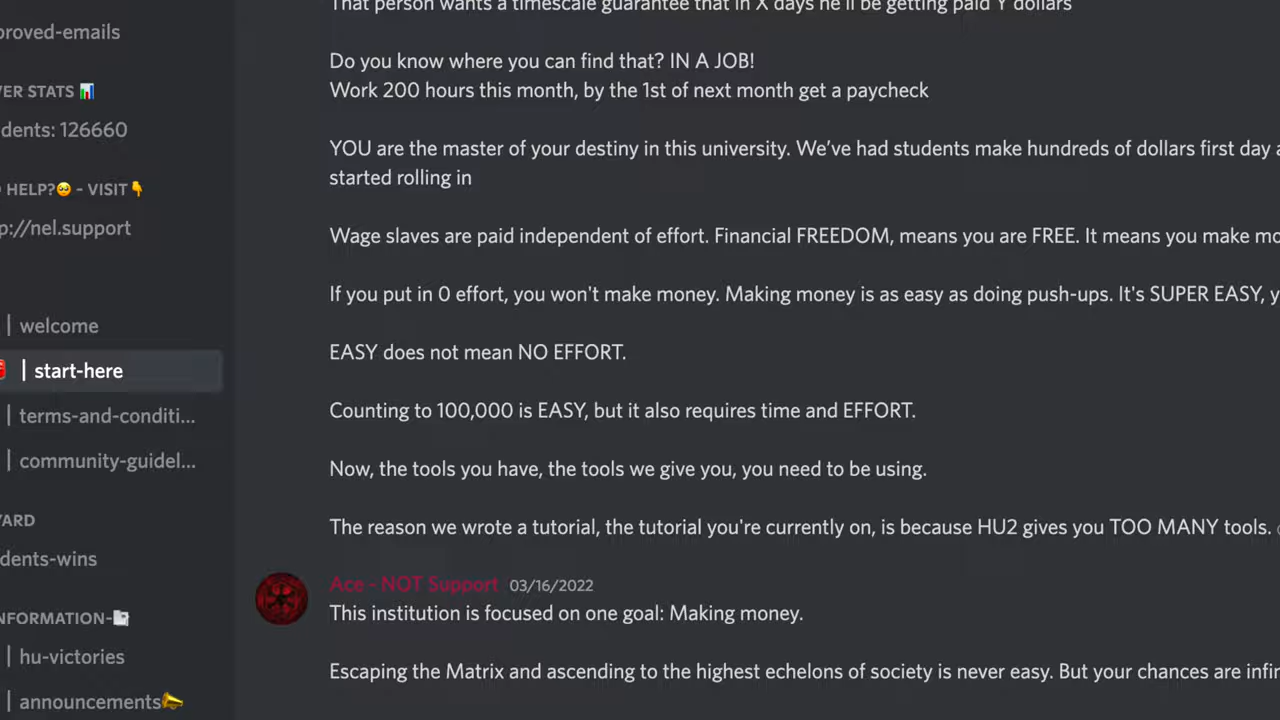 proved-emails
VER STATS 📊
dents: 126660
HELP?🥺 - VISIT👇
p://nel.support
| welcome
| start-here
| terms-and-conditi...
| community-guidel...
YARD
dents-wins
NFORMATION-
| hu-victories
| announcements
That person wants a timescale guarantee that in X days he'll be getting paid Y dollars
Do you know where you can find that? IN A JOB!
Work 200 hours this month, by the 1st of next month get a paycheck
YOU are the master of your destiny in this university. We’ve had students make hundreds of dollars first day a
started rolling in
Wage slaves are paid independent of effort. Financial FREEDOM, means you are FREE. It means you make mo
If you put in 0 effort, you won't make money. Making money is as easy as doing push-ups. It's SUPER EASY, y
EASY does not mean NO EFFORT.
Counting to 100,000 is EASY, but it also requires time and EFFORT.
Now, the tools you have, the tools we give you, you need to be using.
The reason we wrote a tutorial, the tutorial you're currently on, is because HU2 gives you TOO MANY tools.
Ace - NOT Support 03/16/2022
This institution is focused on one goal: Making money.
Escaping the Matrix and ascending to the highest echelons of society is never easy. But your chances are infin